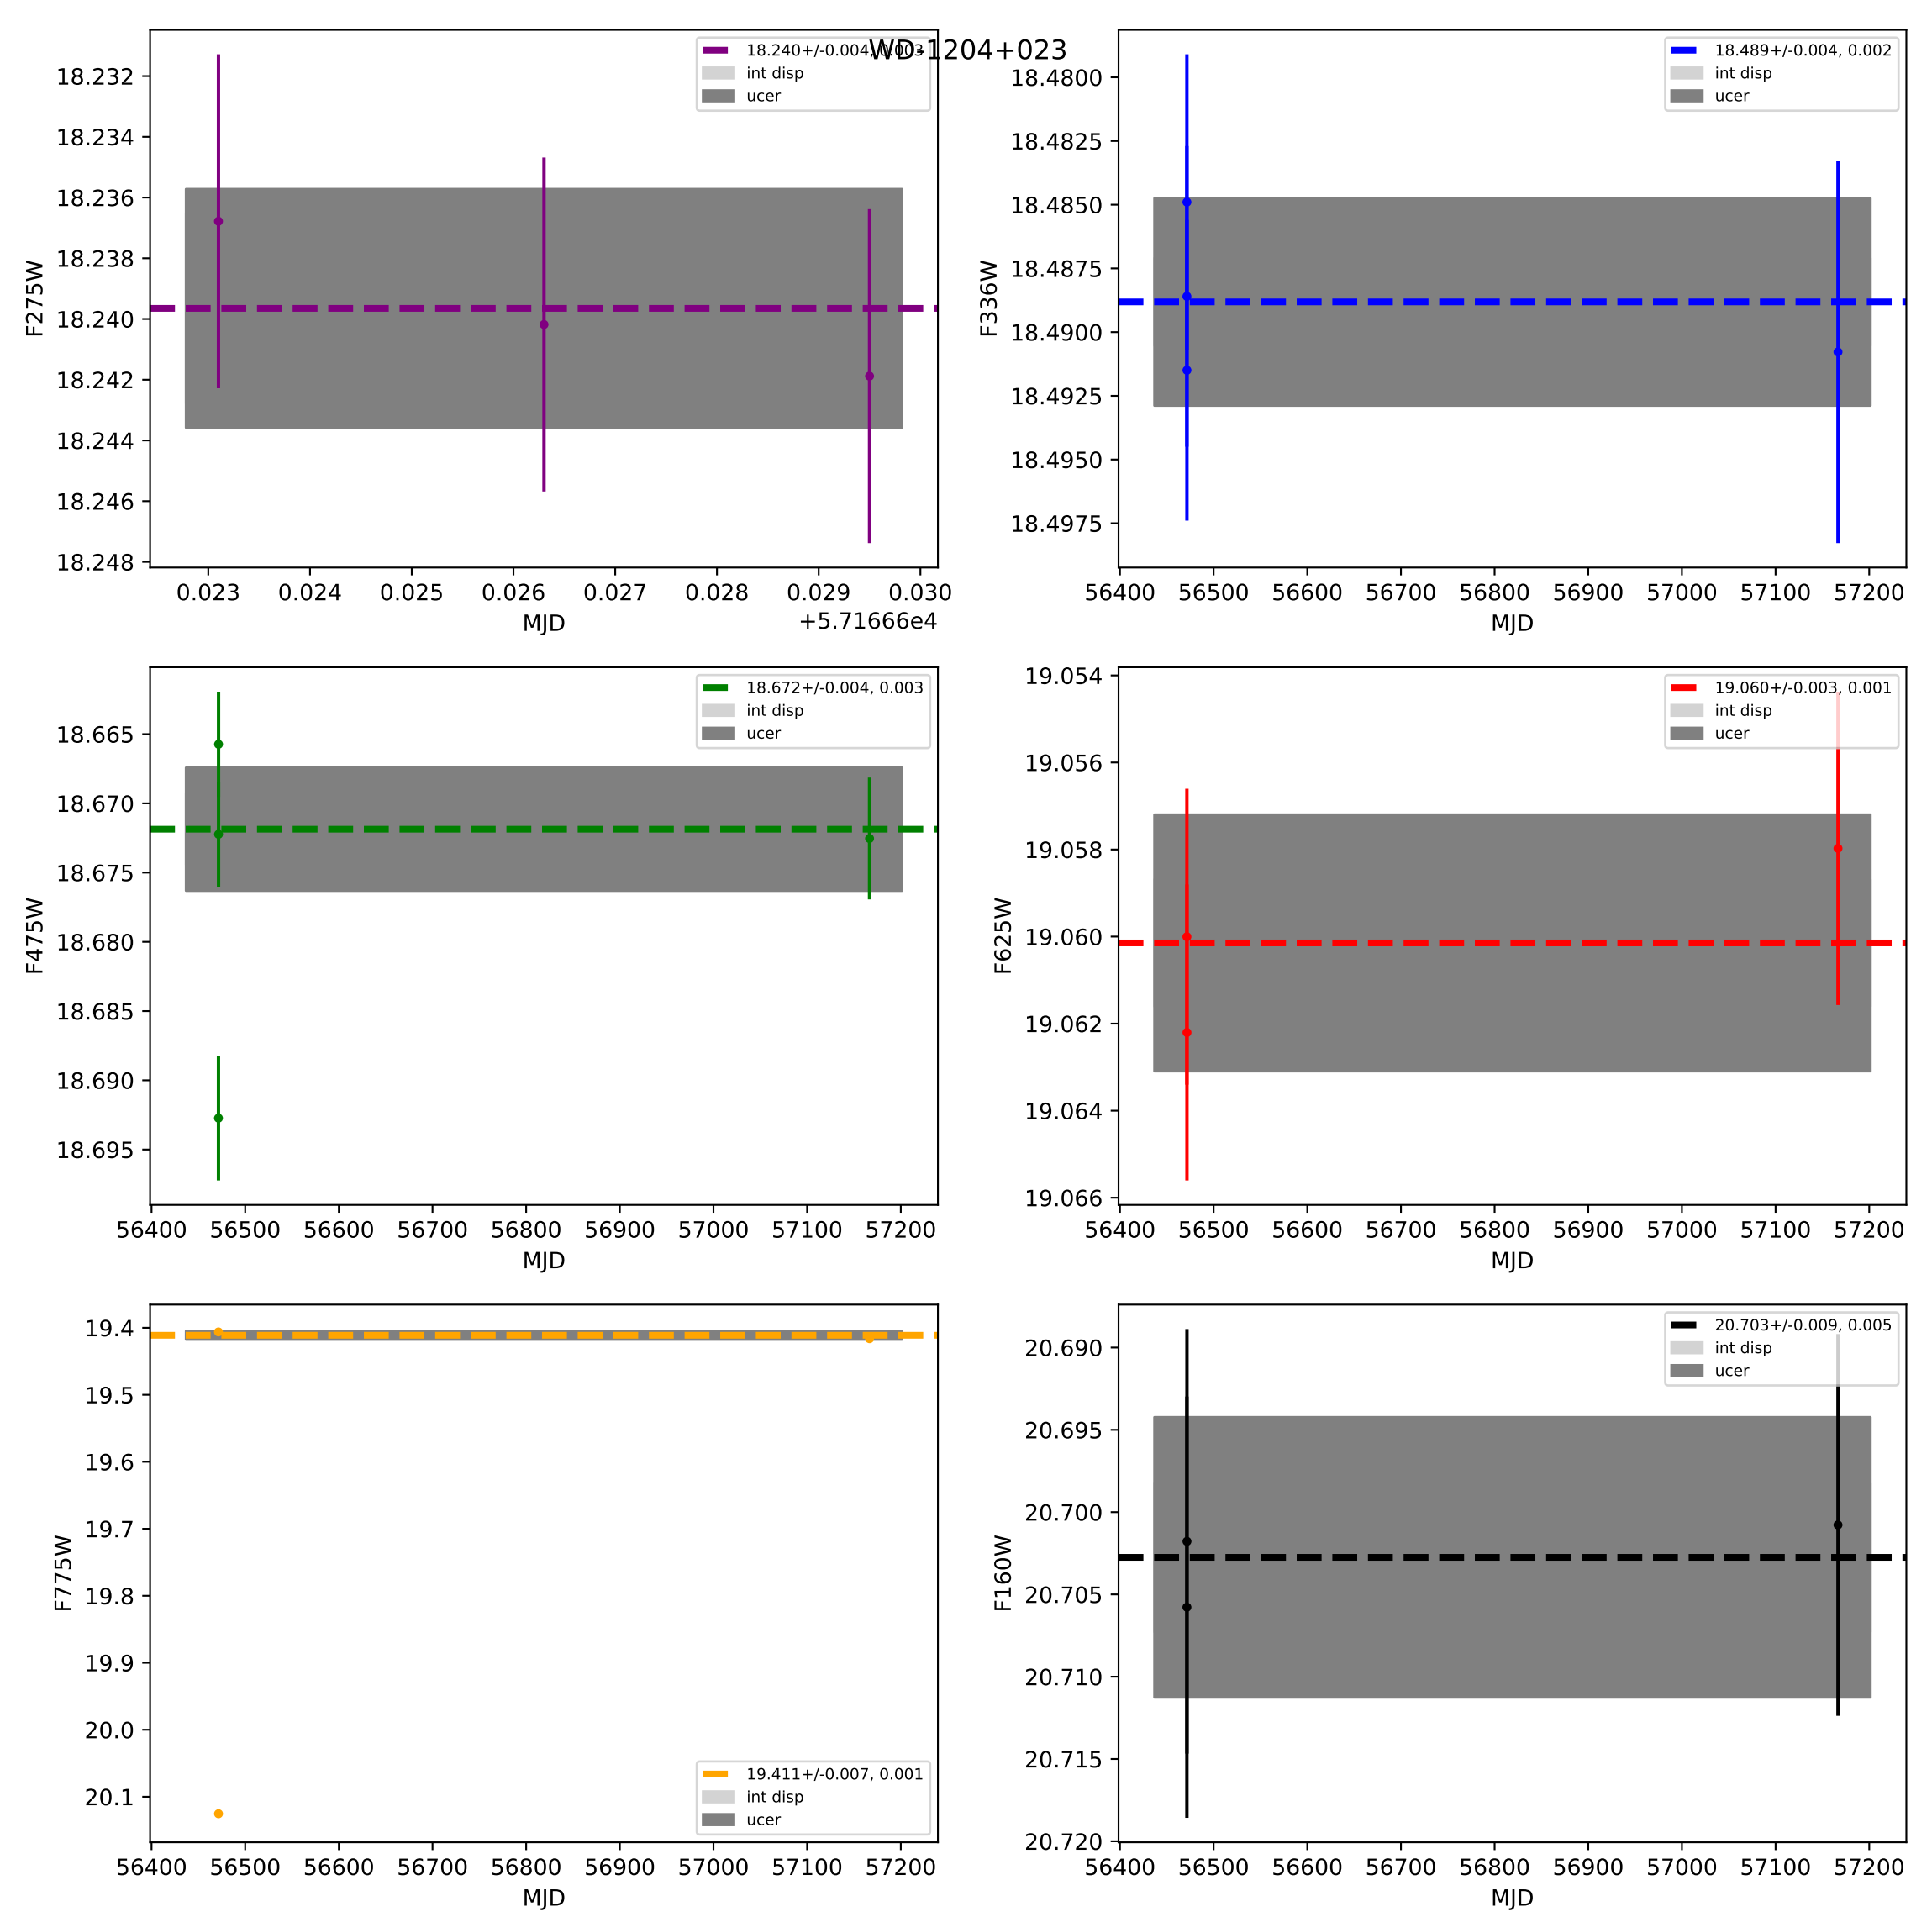 WD-1204+023
18.240+/-0.004, 0.003
int disp
ucer
F275W
18.232
18.234
18.236
18.238
18.240
18.242
18.244
18.246
18.248
0.023 0.024 0.025 0.026 0.027 0.028 0.029 0.030
MJD
+5.71666e4
18.489+/-0.004, 0.002
int disp
ucer
F336W
18.4800
18.4825
18.4850
18.4875
18.4900
18.4925
18.4950
18.4975
56400 56500 56600 56700 56800 56900 57000 57100 57200
MJD
18.672+/-0.004, 0.003
int disp
ucer
F475W
18.665
18.670
18.675
18.680
18.685
18.690
18.695
56400 56500 56600 56700 56800 56900 57000 57100 57200
MJD
19.060+/-0.003, 0.001
int disp
ucer
F625W
19.054
19.056
19.058
19.060
19.062
19.064
19.066
56400 56500 56600 56700 56800 56900 57000 57100 57200
MJD
19.411+/-0.007, 0.001
int disp
ucer
F775W
19.4
19.5
19.6
19.7
19.8
19.9
20.0
20.1
56400 56500 56600 56700 56800 56900 57000 57100 57200
MJD
20.703+/-0.009, 0.005
int disp
ucer
F160W
20.690
20.695
20.700
20.705
20.710
20.715
20.720
56400 56500 56600 56700 56800 56900 57000 57100 57200
MJD